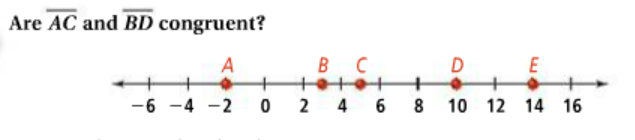 Are AC and BD congruent?
A B C D E
-6 -4 -2 0 2 4 6 8 10 12 14 16